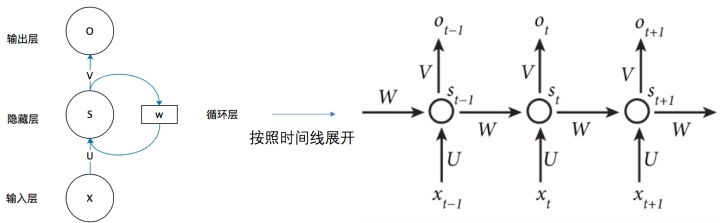 输出层
O
V
隐藏层
S
w
循环层
U
输入层
X
按照时间线展开
o_{t-1} o_t o_{t+1}
V V V
W s_{t-1} s_t s_{t+1}
W W W
U U U
x_{t-1} x_t x_{t+1}